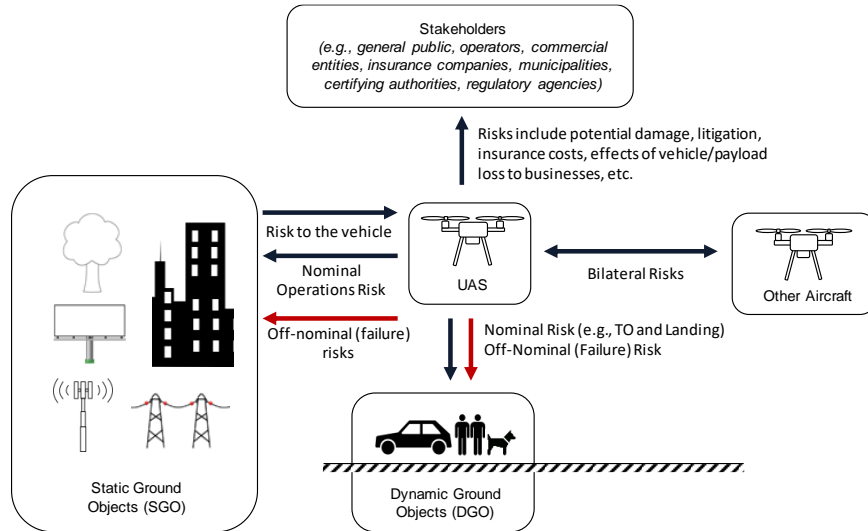 Stakeholders
(e.g., general public, operators, commercial
entities, insurance companies, municipalities,
certifying authorities, regulatory agencies)
Risks include potential damage, litigation,
insurance costs, effects of vehicle/payload
loss to businesses, etc.
Risk to the vehicle
Nominal
Operations Risk
Off-nominal (failure)
risks
UAS
Bilateral Risks
Other Aircraft
Nominal Risk (e.g., TO and Landing)
Off-Nominal (Failure) Risk
Static Ground
Objects (SGO)
Dynamic Ground
Objects (DGO)